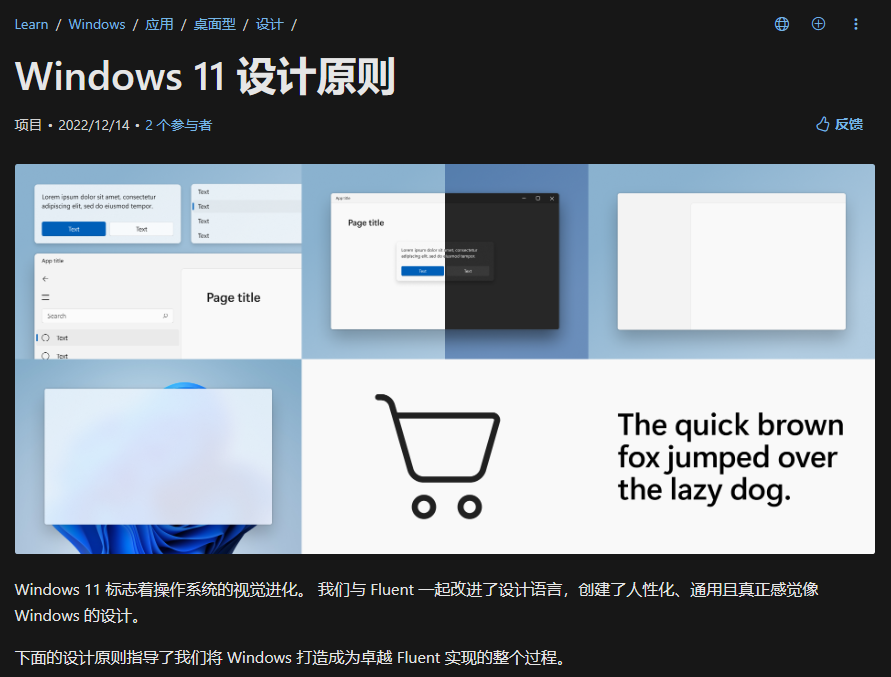 Learn / Windows / 应用 / 桌面型 / 设计 /
Windows 11 设计原则
项目 • 2022/12/14 • 2 个参与者
反馈
Lorem ipsum dolor sit amet, consectetur
adipiscing elit, sed do eiusmod tempor.
Text
Text
Text
Text
Text
Text
App title
Page title
Search
Text
Text
App title
Page title
Lorem ipsum dolor sit amet, consectetur
adipiscing elit, sed do eiusmod tempor.
Text
Text
The quick brown
fox jumped over
the lazy dog.
Windows 11 标志着操作系统的视觉进化。 我们与 Fluent 一起改进了设计语言，创建了人性化、通用且真正感觉像
Windows 的设计。
下面的设计原则指导了我们将 Windows 打造成为卓越 Fluent 实现的整个过程。